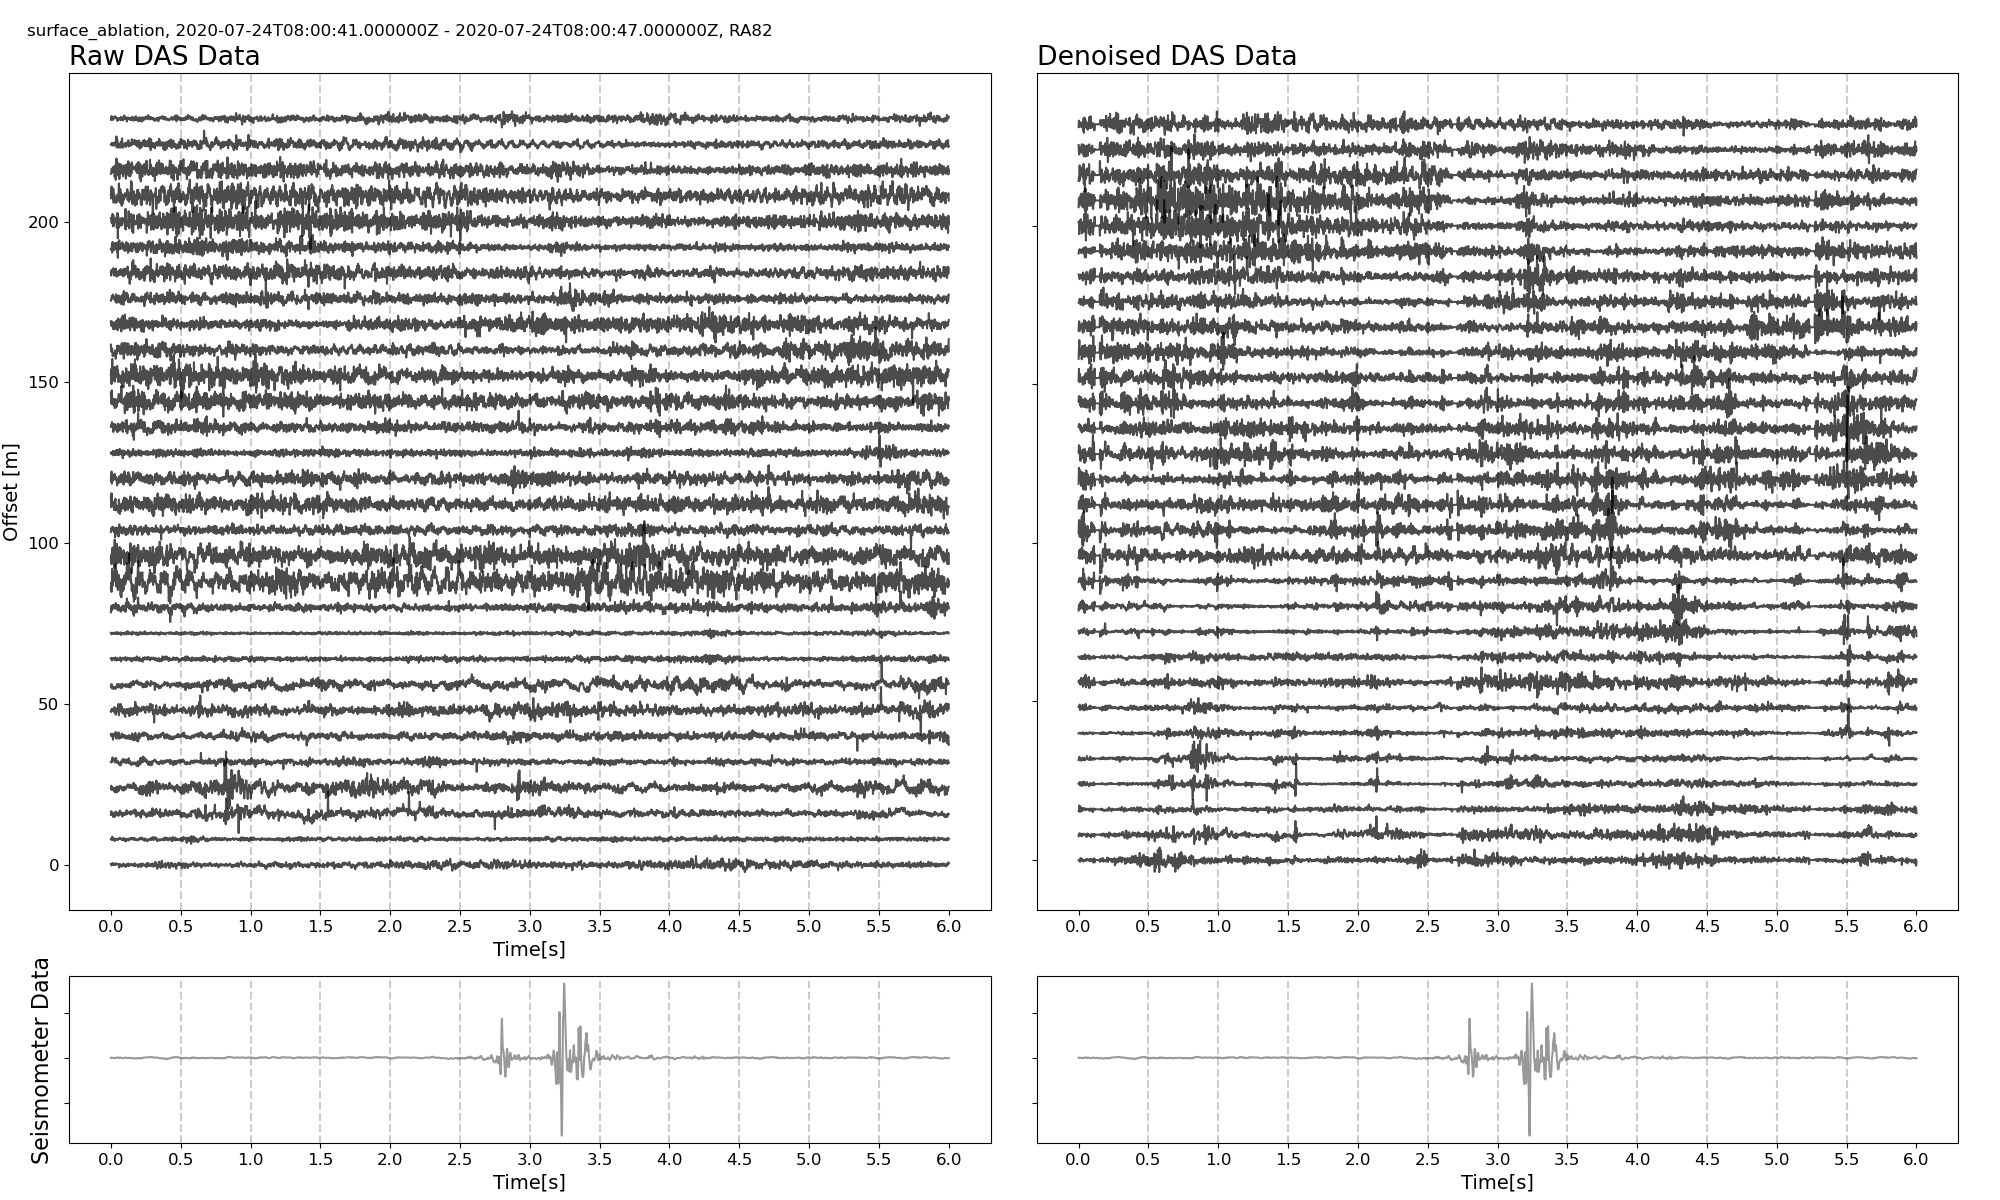 surface_ablation, 2020-07-24T08:00:41.000000Z - 2020-07-24T08:00:47.000000Z, RA82
Raw DAS Data
Denoised DAS Data
Offset [m]
200
150
100
50
0
0.0 0.5 1.0 1.5 2.0 2.5 3.0 3.5 4.0 4.5 5.0 5.5 6.0
Time[s]
0.0 0.5 1.0 1.5 2.0 2.5 3.0 3.5 4.0 4.5 5.0 5.5 6.0
Seismometer Data
0.0 0.5 1.0 1.5 2.0 2.5 3.0 3.5 4.0 4.5 5.0 5.5 6.0
Time[s]
0.0 0.5 1.0 1.5 2.0 2.5 3.0 3.5 4.0 4.5 5.0 5.5 6.0
Time[s]